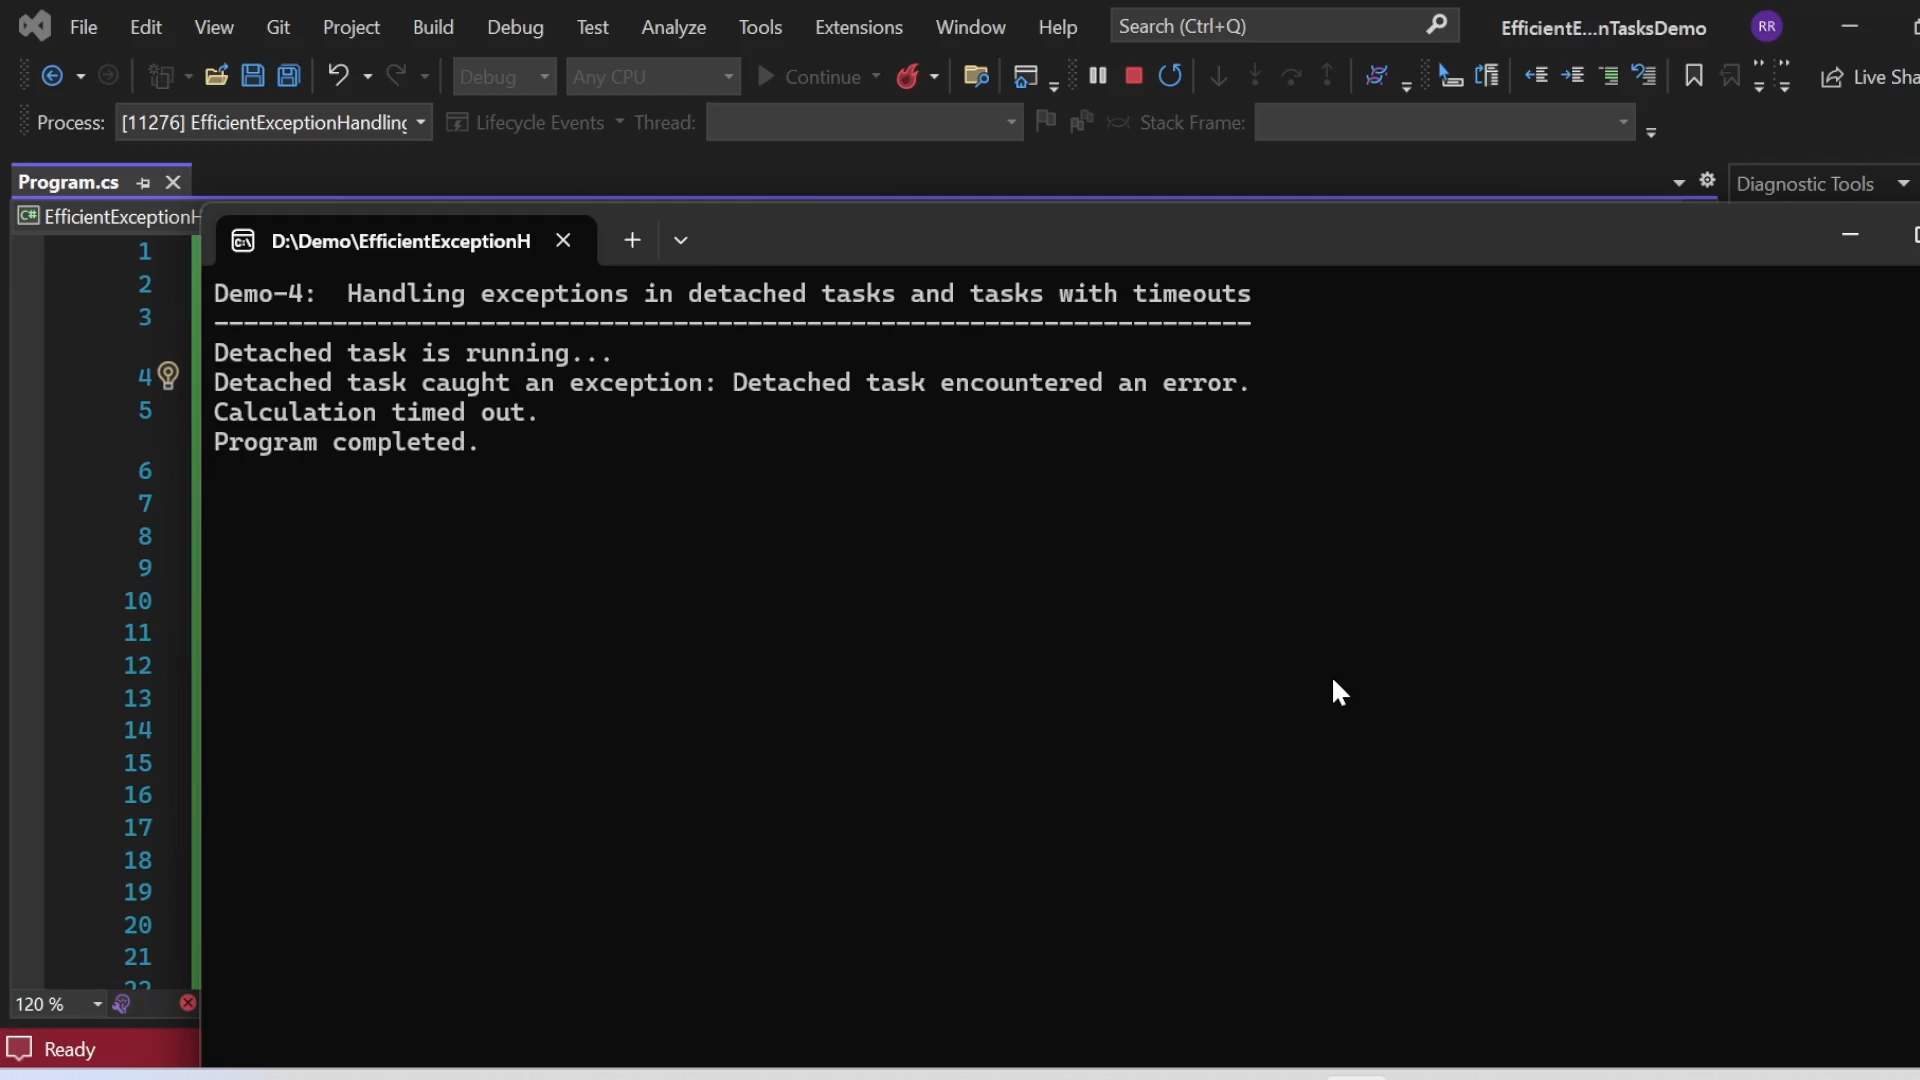 File Edit View Git Project Build Debug Test Analyze Tools Extensions Window Help Search (Ctrl+Q) EfficientE...nTasksDemo RR
Debug Any CPU Continue Live Sha
Process: [11276] EfficientExceptionHandling Lifecycle Events Thread: Stack Frame:
Program.cs Diagnostic Tools
C# EfficientExceptionH
D:\Demo\EfficientExceptionH
Demo-4:  Handling exceptions in detached tasks and tasks with timeouts
----------------------------------------------------------------------
Detached task is running...
Detached task caught an exception: Detached task encountered an error.
Calculation timed out.
Program completed.
1
2
3
4
5
6
7
8
9
10
11
12
13
14
15
16
17
18
19
20
21
22
120 %
Ready